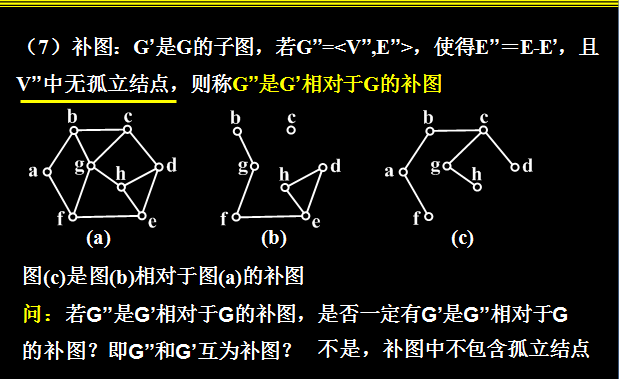 （7）补图：G’是G的子图，若G”=<V”,E”>，使得E”＝E-E’，且
V”中无孤立结点，则称G”是G’相对于G的补图
b c b c b c
a g h d g h d a g h d
f e f e f
(a) (b) (c)
图(c)是图(b)相对于图(a)的补图
问：若G”是G’相对于G的补图，是否一定有G’是G”相对于G
的补图？即G”和G’互为补图？ 不是，补图中不包含孤立结点